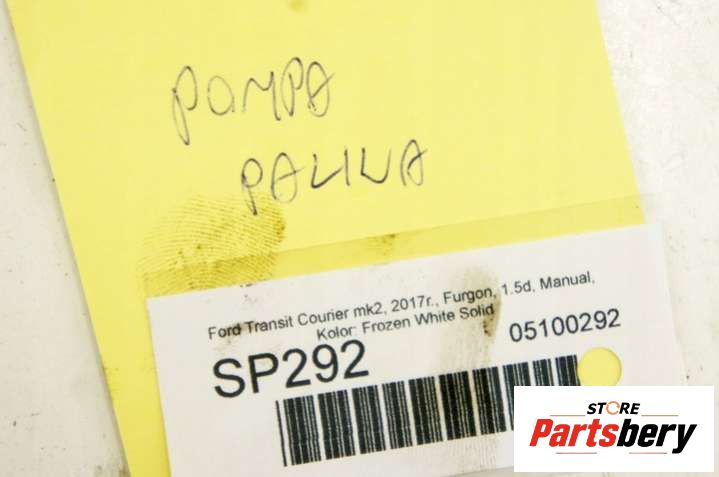 POMPA
PALIWA
Ford Transit Courier mk2, 2017r., Furgon, 1.5d, Manual,
Kolor: Frozen White Solid
SP292 05100292
STORE
Partsbery